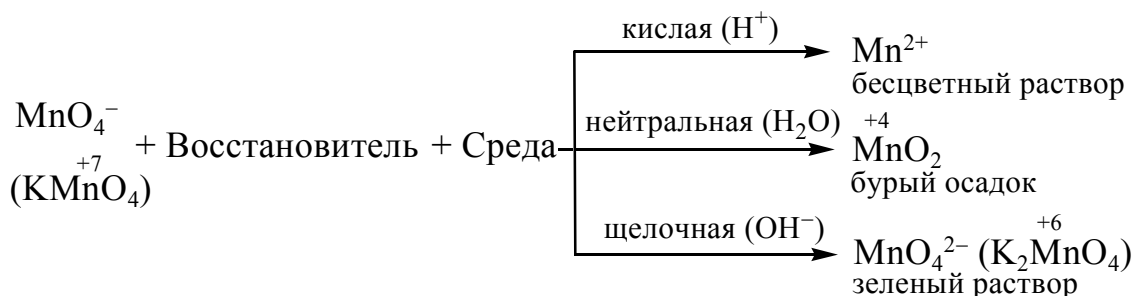 кислая (H⁺)
Mn²⁺
бесцветный раствор
MnO₄⁻ + Восстановитель + Среда
+7
(KMnO₄)
нейтральная (H₂O)
+4
MnO₂
бурый осадок
щелочная (OH⁻)
+6
MnO₄²⁻ (K₂MnO₄)
зеленый раствор